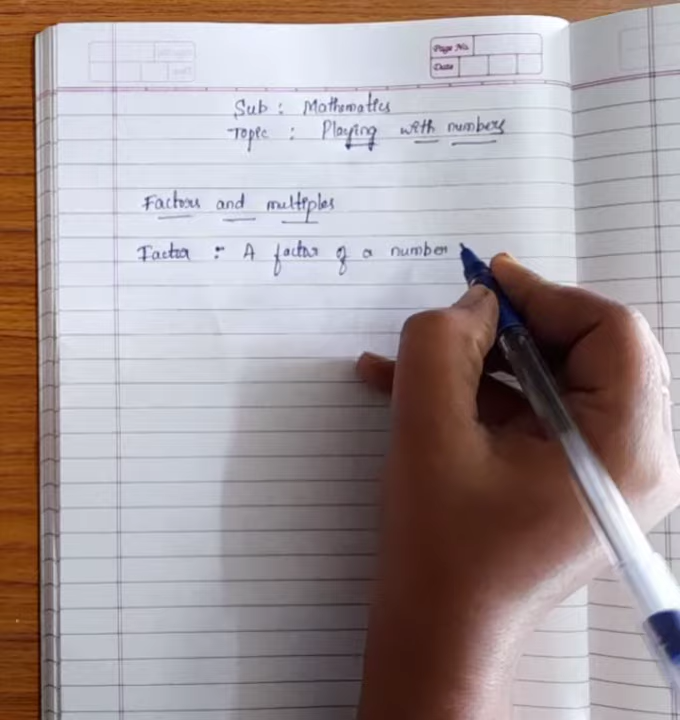 Page No.
Date
Sub : Mathematics
Topic : Playing with numbers
Factors and multiples
Factor :- A factor of a number